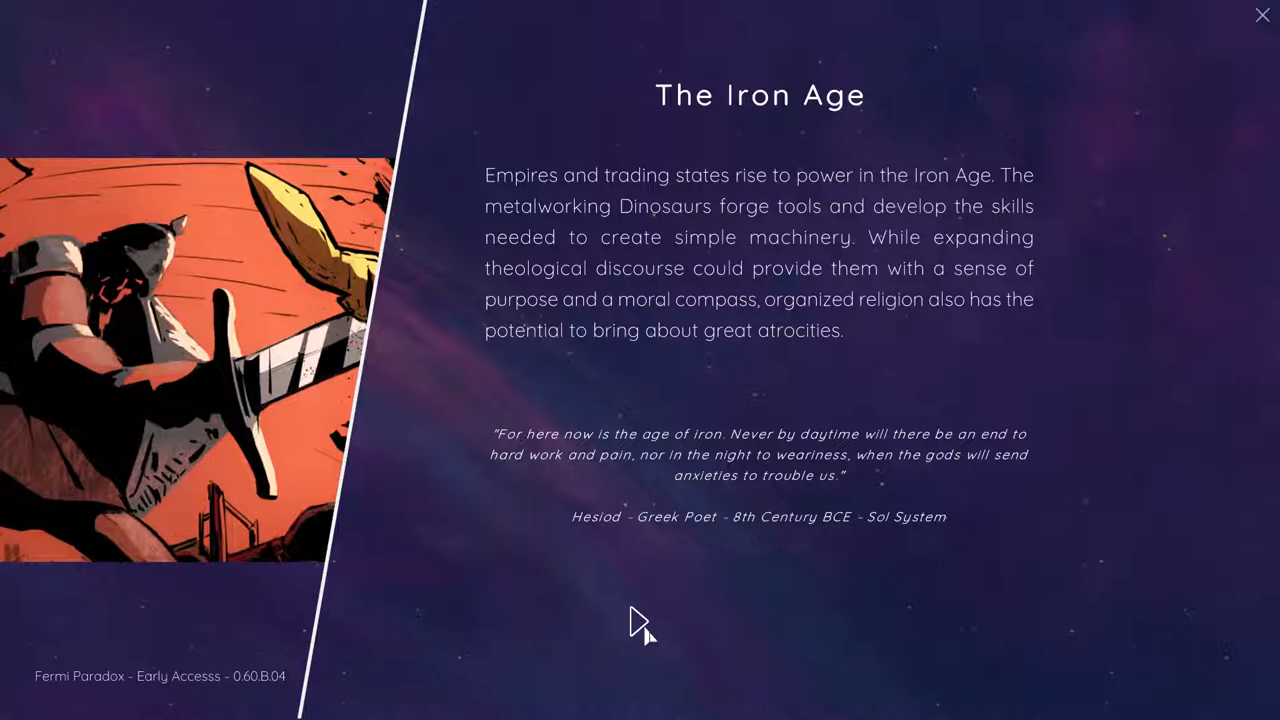 The Iron Age
Empires and trading states rise to power in the Iron Age. The
metalworking Dinosaurs forge tools and develop the skills
needed to create simple machinery. While expanding
theological discourse could provide them with a sense of
purpose and a moral compass, organized religion also has the
potential to bring about great atrocities.
"For here now is the age of iron. Never by daytime will there be an end to
hard work and pain, nor in the night to weariness, when the gods will send
anxieties to trouble us."
Hesiod - Greek Poet - 8th Century BCE - Sol System
Fermi Paradox - Early Accesss - 0.60.B.04